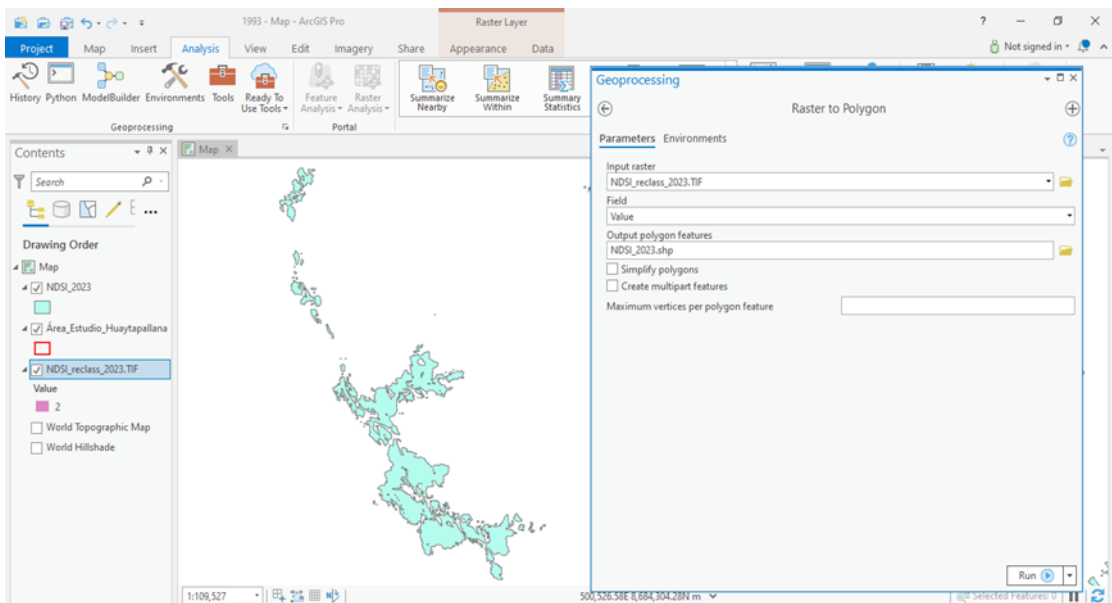 1993 - Map - ArcGIS Pro
Raster Layer
?
Project
Map
Insert
Analysis
View
Edit
Imagery
Share
Appearance
Data
Not signed in
History
Python
ModelBuilder
Environments
Tools
Ready To
Use Tools
Feature
Analysis
Raster
Analysis
Summarize
Nearby
Summarize
Within
Summary
Statistics
Geoprocessing
Portal
Contents
Map
Search
Drawing Order
Map
NDSI_2023
Área_Estudio_Huaytapallana
NDSI_reclass_2023.TIF
Value
2
World Topographic Map
World Hillshade
Geoprocessing
Raster to Polygon
Parameters
Environments
?
Input raster
NDSI_reclass_2023.TIF
Field
Value
Output polygon features
NDSI_2023.shp
Simplify polygons
Create multipart features
Maximum vertices per polygon feature
Run
1:109,527
500,526.58E 8,684,304.28N m
Selected Features: 0